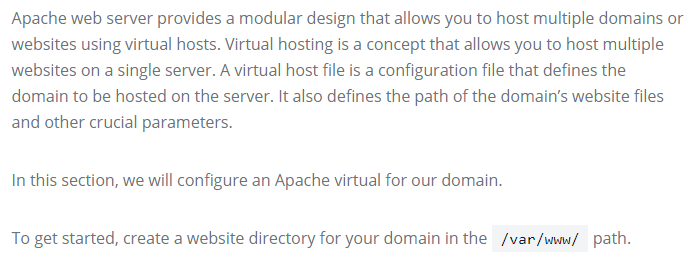 Apache web server provides a modular design that allows you to host multiple domains or
websites using virtual hosts. Virtual hosting is a concept that allows you to host multiple
websites on a single server. A virtual host file is a configuration file that defines the
domain to be hosted on the server. It also defines the path of the domain’s website files
and other crucial parameters.
In this section, we will configure an Apache virtual for our domain.
To get started, create a website directory for your domain in the /var/www/ path.